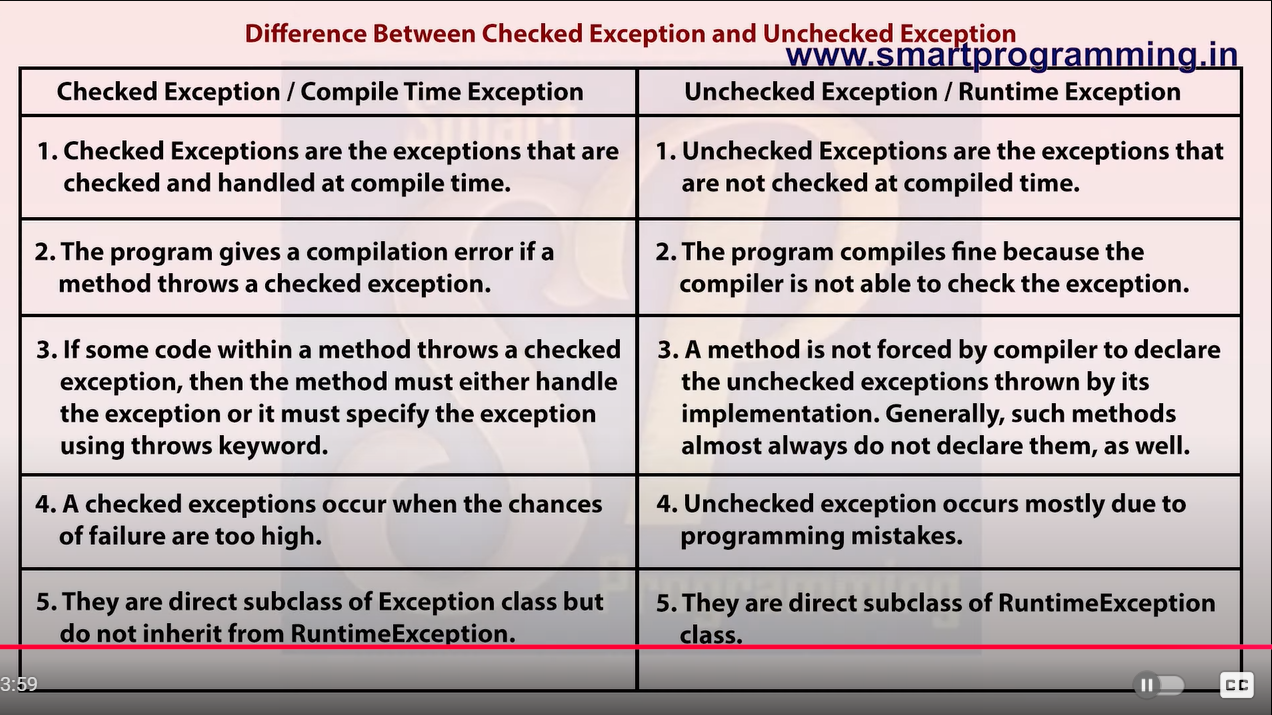 Difference Between Checked Exception and Unchecked Exception
www.smartprogramming.in
Checked Exception / Compile Time Exception
Unchecked Exception / Runtime Exception
1. Checked Exceptions are the exceptions that are
checked and handled at compile time.
1. Unchecked Exceptions are the exceptions that
are not checked at compiled time.
2. The program gives a compilation error if a
method throws a checked exception.
2. The program compiles fine because the
compiler is not able to check the exception.
3. If some code within a method throws a checked
exception, then the method must either handle
the exception or it must specify the exception
using throws keyword.
3. A method is not forced by compiler to declare
the unchecked exceptions thrown by its
implementation. Generally, such methods
almost always do not declare them, as well.
4. A checked exceptions occur when the chances
of failure are too high.
4. Unchecked exception occurs mostly due to
programming mistakes.
5. They are direct subclass of Exception class but
do not inherit from RuntimeException.
5. They are direct subclass of RuntimeException
class.
Smart
SP
Programming
3:59
CC